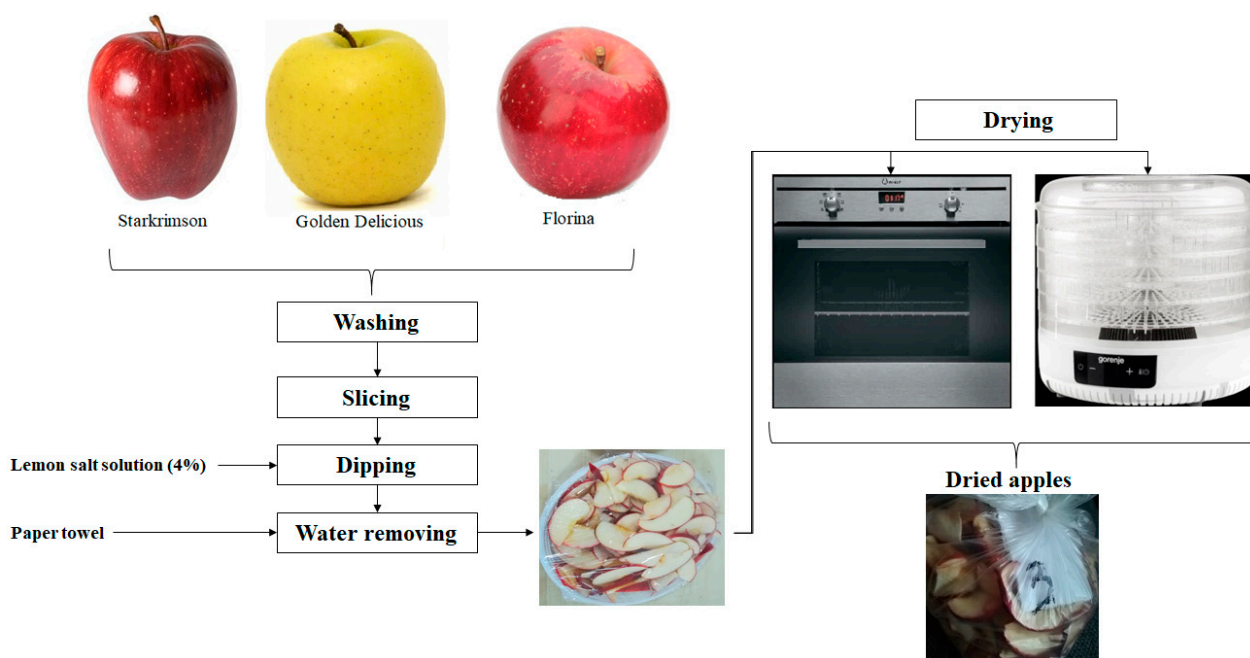 Starkrimson
Golden Delicious
Florina
Washing
Slicing
Lemon salt solution (4%)
Dipping
Paper towel
Water removing
Drying
gorenje
Dried apples
3